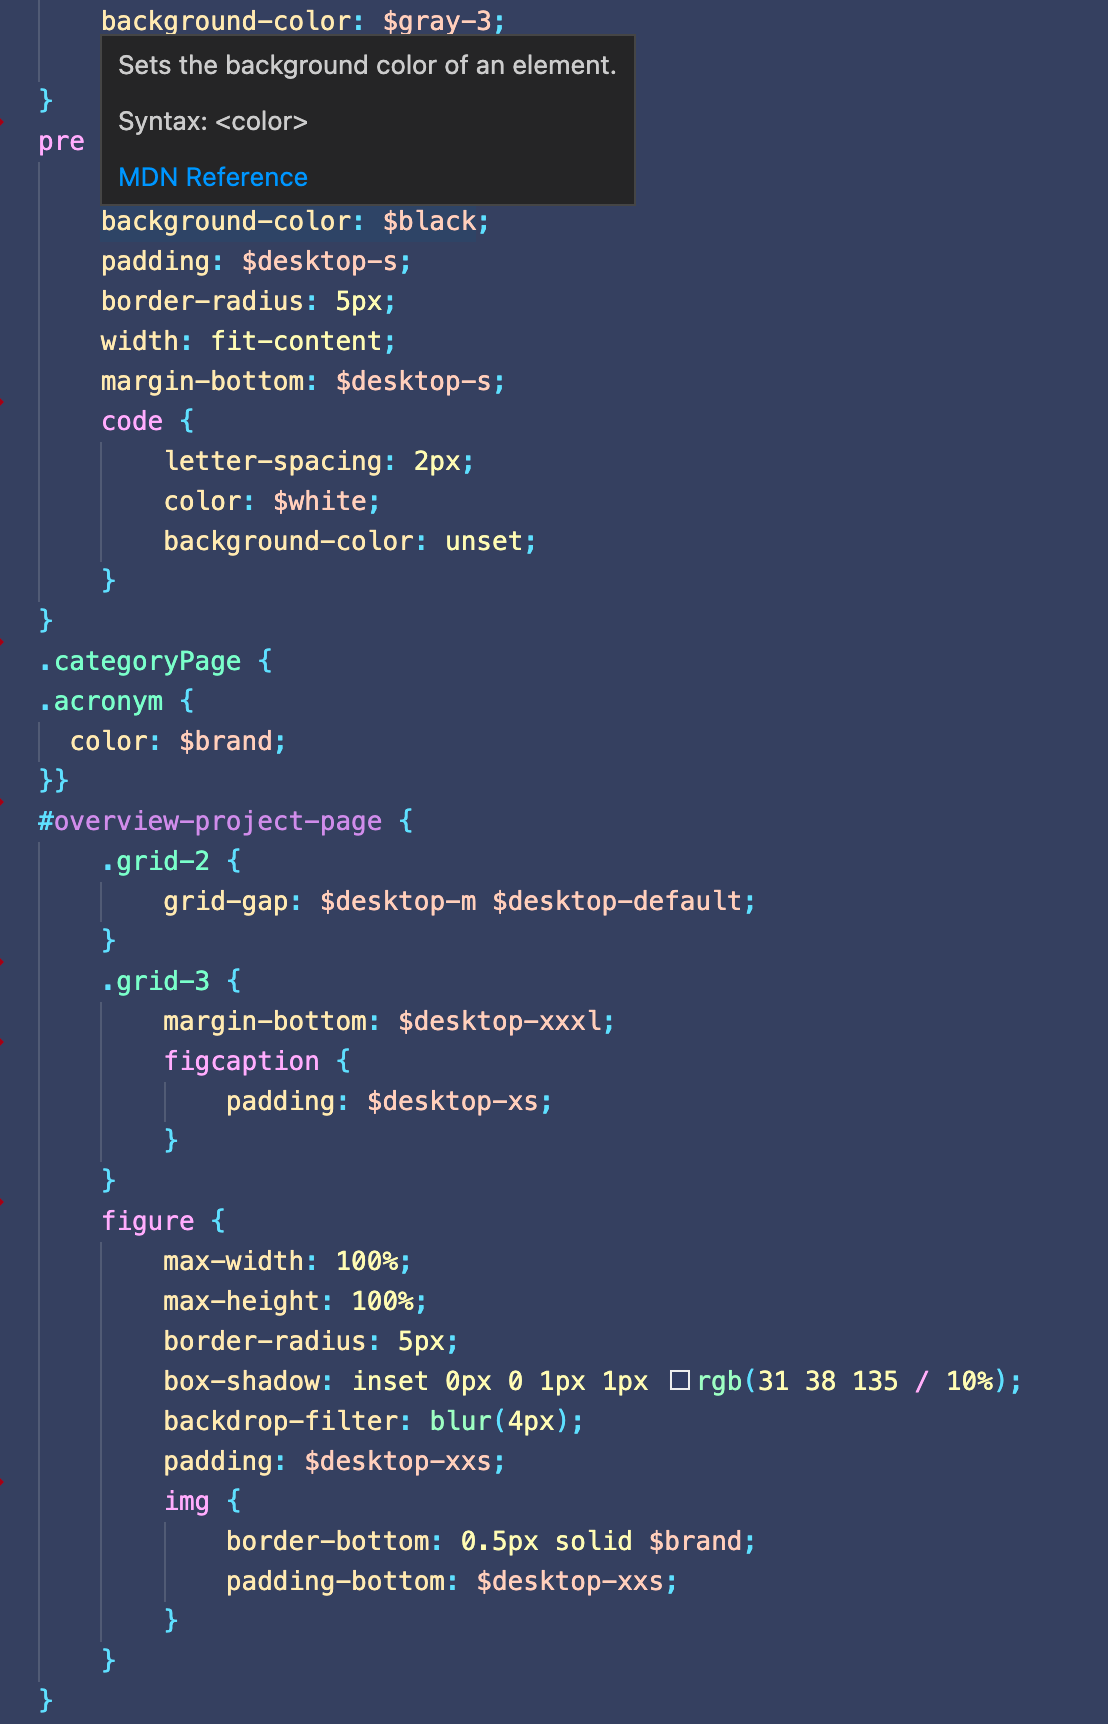 background-color: $gray-3;
Sets the background color of an element.
}
Syntax: <color>
pre
MDN Reference
background-color: $black;
padding: $desktop-s;
border-radius: 5px;
width: fit-content;
margin-bottom: $desktop-s;
code {
letter-spacing: 2px;
color: $white;
background-color: unset;
}
}
.categoryPage {
.acronym {
color: $brand;
}}
#overview-project-page {
.grid-2 {
grid-gap: $desktop-m $desktop-default;
}
.grid-3 {
margin-bottom: $desktop-xxxl;
figcaption {
padding: $desktop-xs;
}
}
figure {
max-width: 100%;
max-height: 100%;
border-radius: 5px;
box-shadow: inset 0px 0 1px 1px rgb(31 38 135 / 10%);
backdrop-filter: blur(4px);
padding: $desktop-xxs;
img {
border-bottom: 0.5px solid $brand;
padding-bottom: $desktop-xxs;
}
}
}